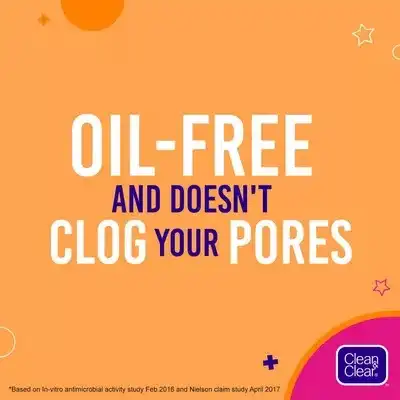 OIL-FREE
AND DOESN'T
CLOG YOUR PORES
Clean &
Clear.
*Based on In-vitro antimicrobial activity study Feb 2016 and Nielson claim study April 2017